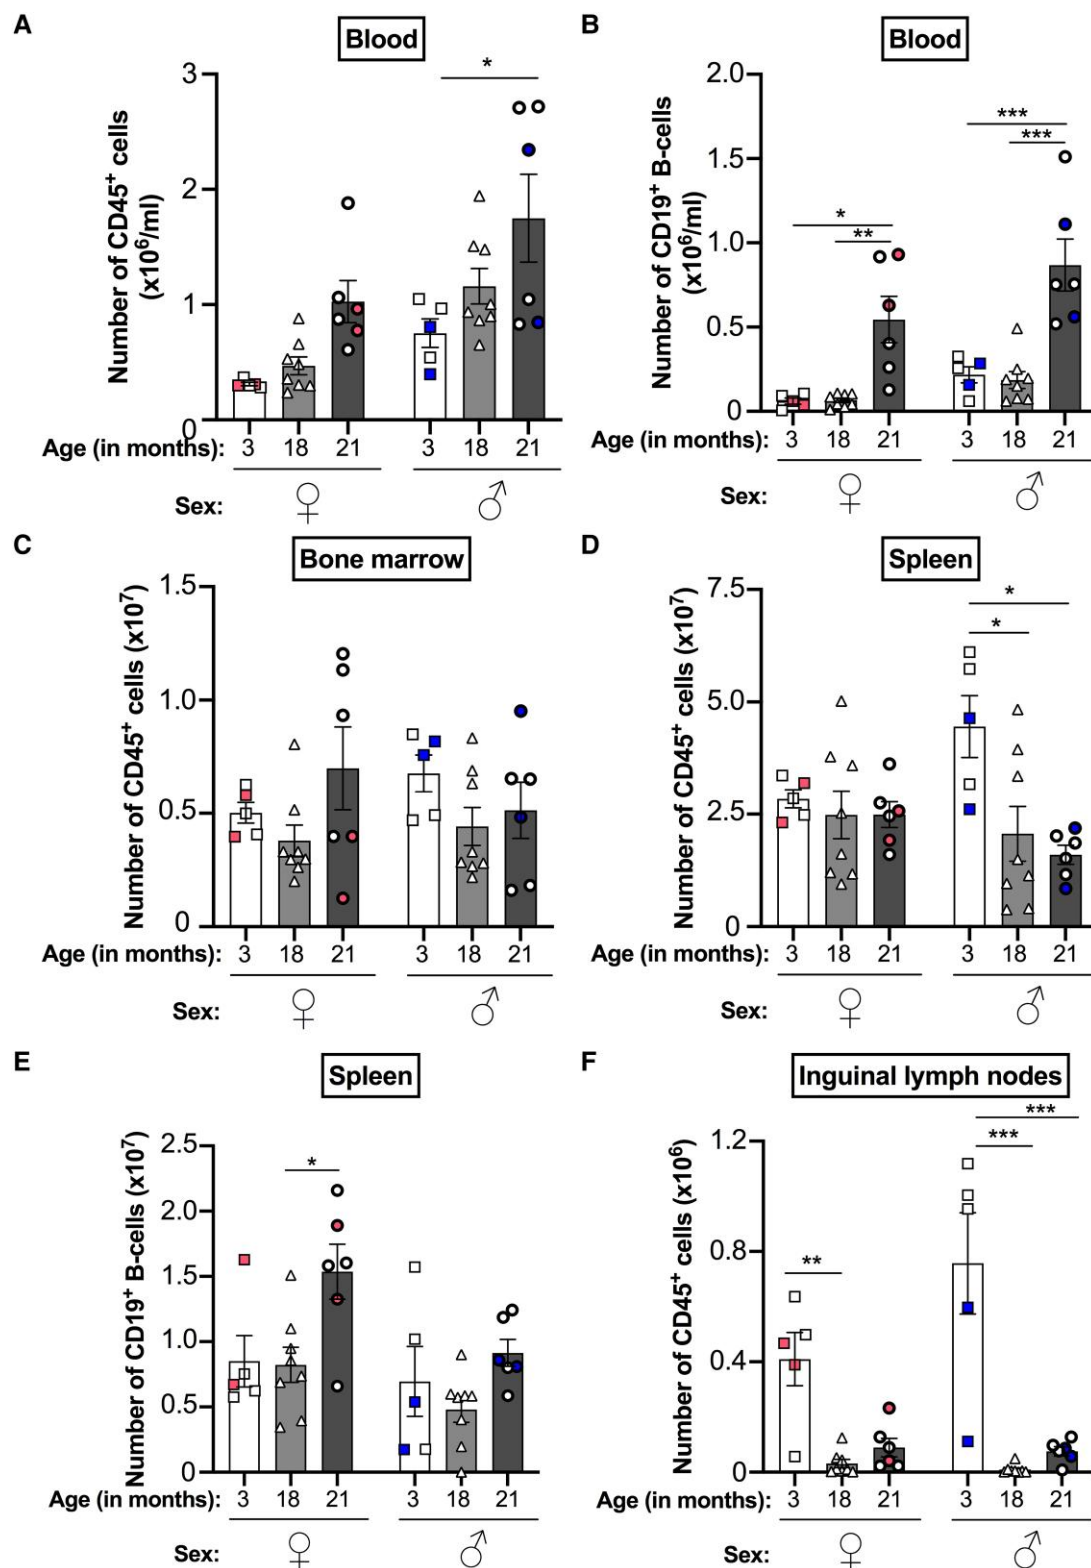 A
Blood
Number of CD45+ cells
(x10⁶/ml)
3
2
1
0
*
Age (in months): 3 18 21 3 18 21
Sex: ♀ ♂
B
Blood
Number of CD19+ B-cells
(x10⁶/ml)
2.0
1.5
1.0
0.5
0
*
**
***
***
Age (in months): 3 18 21 3 18 21
Sex: ♀ ♂
C
Bone marrow
Number of CD45+ cells (x10⁷)
1.5
1.0
0.5
0
Age (in months): 3 18 21 3 18 21
Sex: ♀ ♂
D
Spleen
Number of CD45+ cells (x10⁷)
7.5
5.0
2.5
0
*
*
Age (in months): 3 18 21 3 18 21
Sex: ♀ ♂
E
Spleen
Number of CD19+ B-cells (x10⁷)
2.5
2.0
1.5
1.0
0.5
0
*
Age (in months): 3 18 21 3 18 21
Sex: ♀ ♂
F
Inguinal lymph nodes
Number of CD45+ cells (x10⁶)
1.2
0.8
0.4
0
**
***
***
Age (in months): 3 18 21 3 18 21
Sex: ♀ ♂